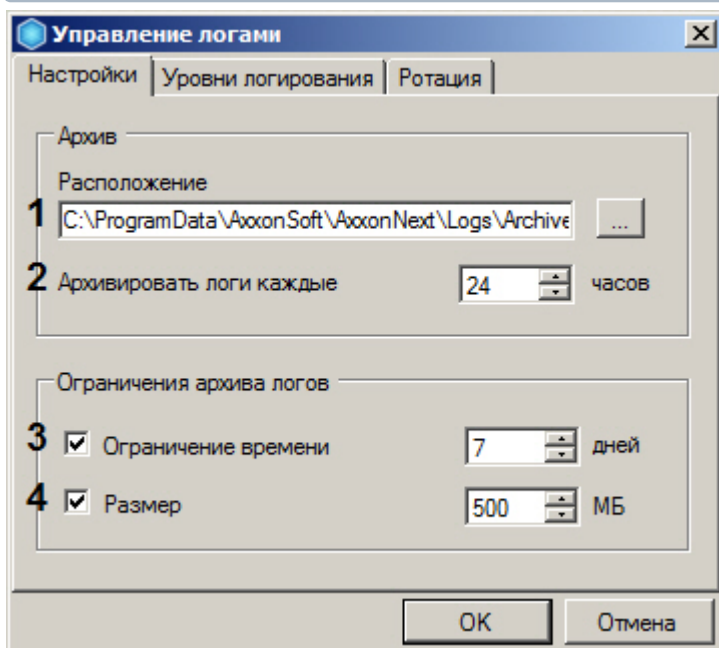 Управление логами
Настройки Уровни логирования Ротация
Архив
Расположение
1 C:\ProgramData\AxxonSoft\AxxonNext\Logs\Archive ...
2 Архивировать логи каждые 24 часов
Ограничения архива логов
3 Ограничение времени 7 дней
4 Размер 500 МБ
OK Отмена